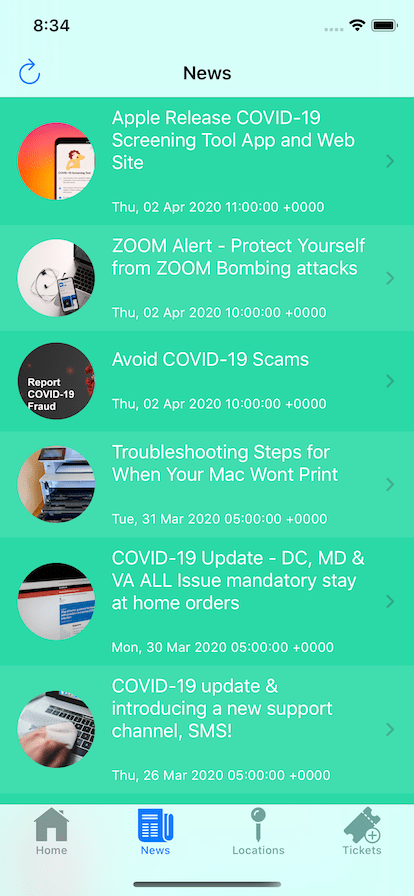 8:34
News
Apple Release COVID-19
Screening Tool App and Web
Site
Thu, 02 Apr 2020 11:00:00 +0000
ZOOM Alert - Protect Yourself
from ZOOM Bombing attacks
Thu, 02 Apr 2020 10:00:00 +0000
Report
COVID-19
Fraud
Avoid COVID-19 Scams
Thu, 02 Apr 2020 04:00:00 +0000
Troubleshooting Steps for
When Your Mac Wont Print
Tue, 31 Mar 2020 05:00:00 +0000
COVID-19 Update - DC, MD &
VA ALL Issue mandatory stay
at home orders
Mon, 30 Mar 2020 05:00:00 +0000
COVID-19 update &
introducing a new support
channel, SMS!
Thu, 26 Mar 2020 05:00:00 +0000
Home
News
Locations
Tickets